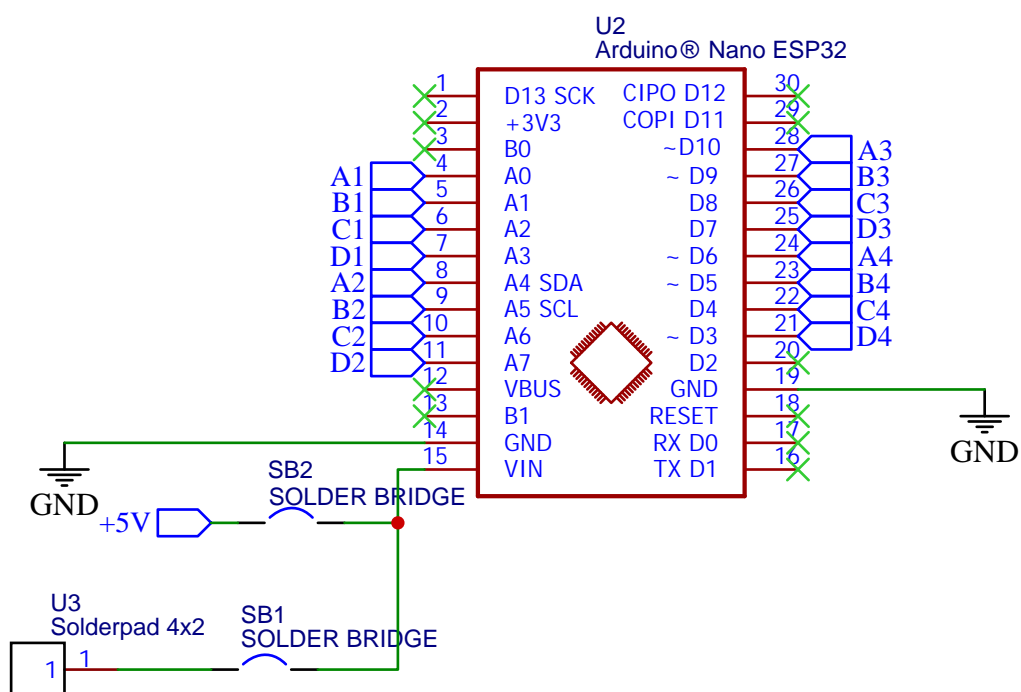 U2
Arduino® Nano ESP32
1 D13 SCK CIPO D12 30
2 +3V3 COPI D11 29
3 B0 ~D10 28 A3
A1 4 A0 ~ D9 27 B3
B1 5 A1 D8 26 C3
C1 6 A2 D7 25 D3
D1 7 A3 ~ D6 24 A4
A2 8 A4 SDA ~ D5 23 B4
B2 9 A5 SCL D4 22 C4
C2 10 A6 ~ D3 21 D4
D2 11 A7 D2 20
12 VBUS GND 19
13 B1 RESET 18
14 GND RX D0 17
15 VIN TX D1 16
GND
GND
SB2
SOLDER BRIDGE
+5V
U3
Solderpad 4x2
SB1
SOLDER BRIDGE
1 1